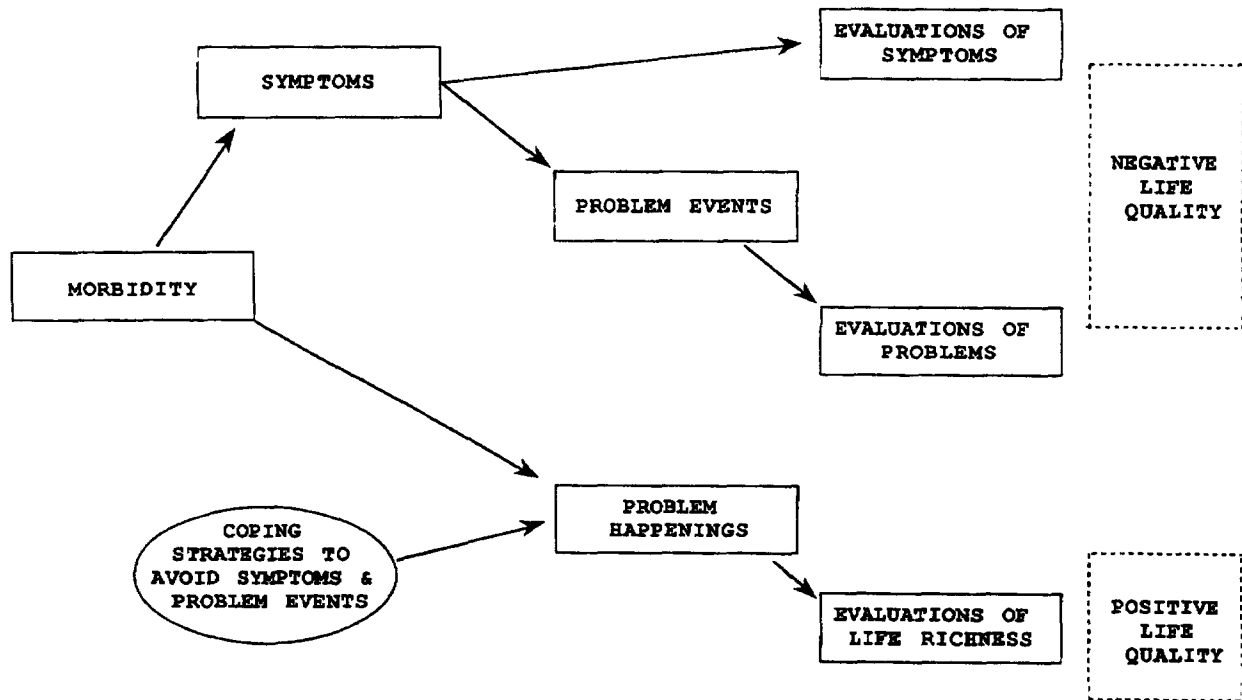 EVALUATIONS OF
SYMPTOMS
SYMPTOMS
NEGATIVE
LIFE
QUALITY
PROBLEM EVENTS
MORBIDITY
EVALUATIONS OF
PROBLEMS
PROBLEM
HAPPENINGS
COPING
STRATEGIES TO
AVOID SYMPTOMS &
PROBLEM EVENTS
EVALUATIONS OF
LIFE RICHNESS
POSITIVE
LIFE
QUALITY